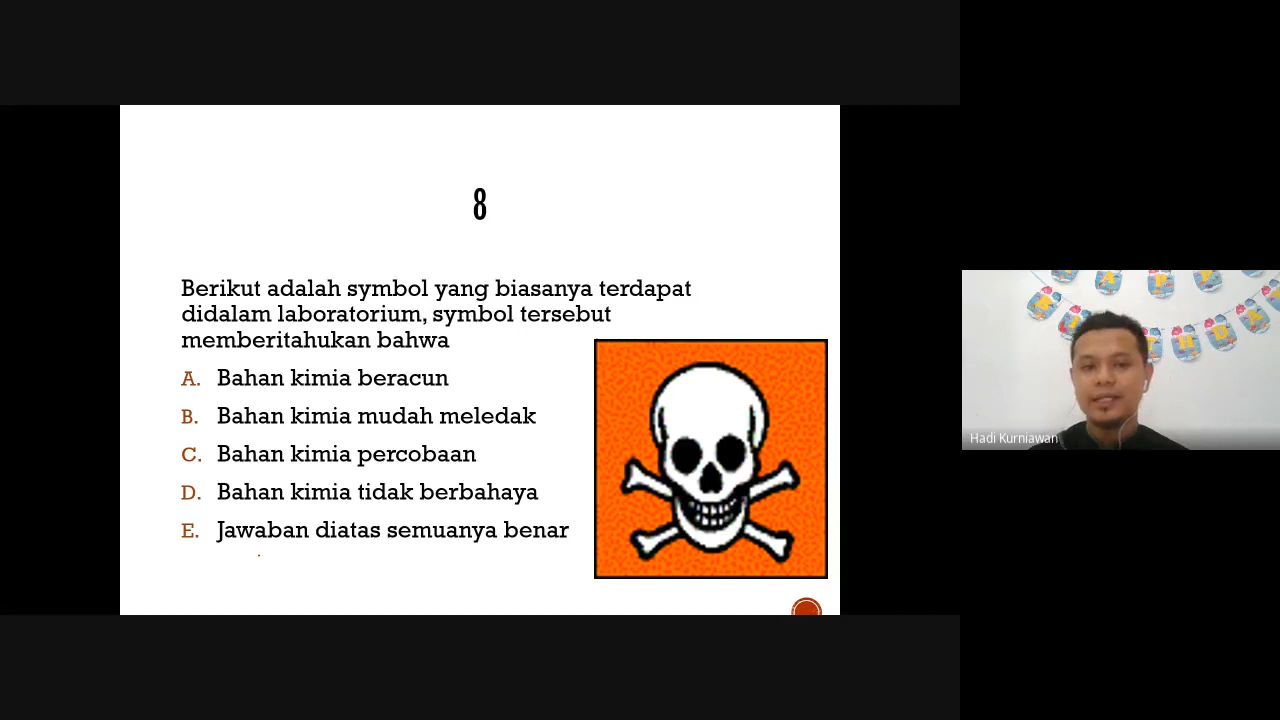 8
Berikut adalah symbol yang biasanya terdapat
didalam laboratorium, symbol tersebut
memberitahukan bahwa
A. Bahan kimia beracun
B. Bahan kimia mudah meledak
C. Bahan kimia percobaan
D. Bahan kimia tidak berbahaya
E. Jawaban diatas semuanya benar
Hadi Kurniawan